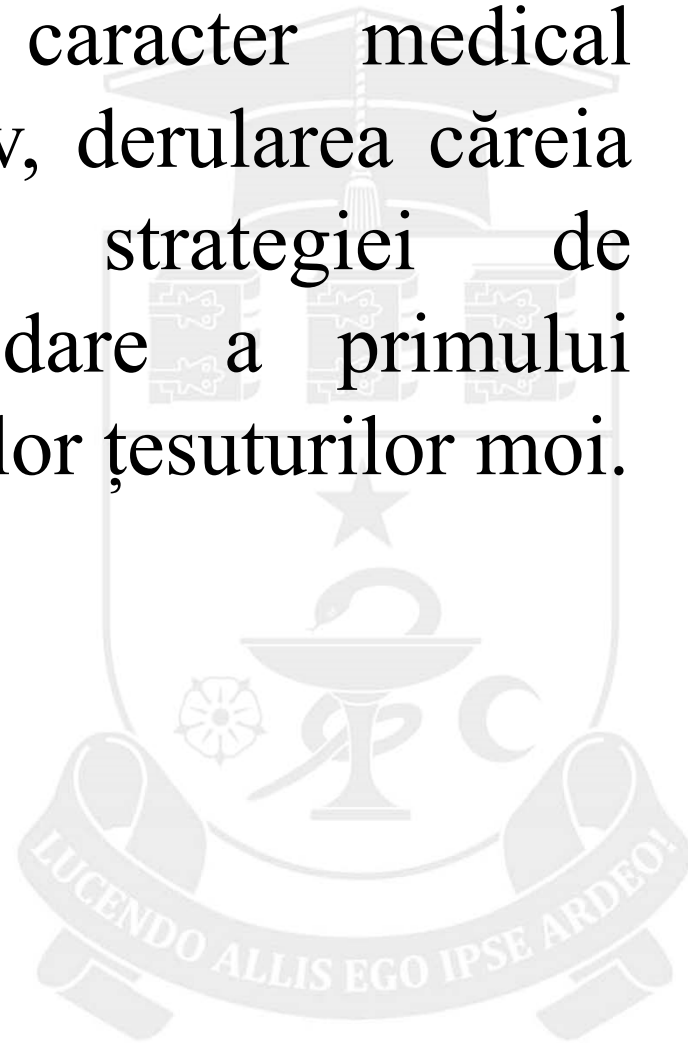 caracter medical
v, derularea căreia
strategiei de
dare a primului
lor țesuturilor moi.
LUCENDO ALLIS EGO IPSE ARDEO!